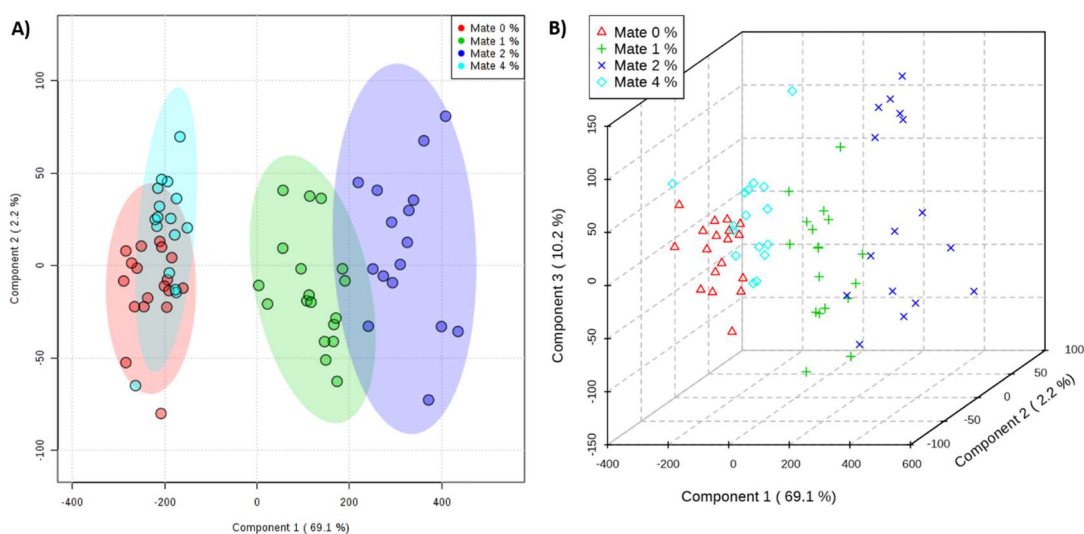 A)
Mate 0 %
Mate 1 %
Mate 2 %
Mate 4 %
100
50
0
-50
-100
Component 2 ( 2.2 %)
-400
-200
0
200
400
Component 1 ( 69.1 %)
B)
Mate 0 %
Mate 1 %
Mate 2 %
Mate 4 %
150
100
50
0
50
-100
-150
Component 3 ( 10.2 %)
-400
-200
0
200
400
600
Component 1 ( 69.1 %)
-100
-50
0
50
100
Component 2 ( 2.2 %)